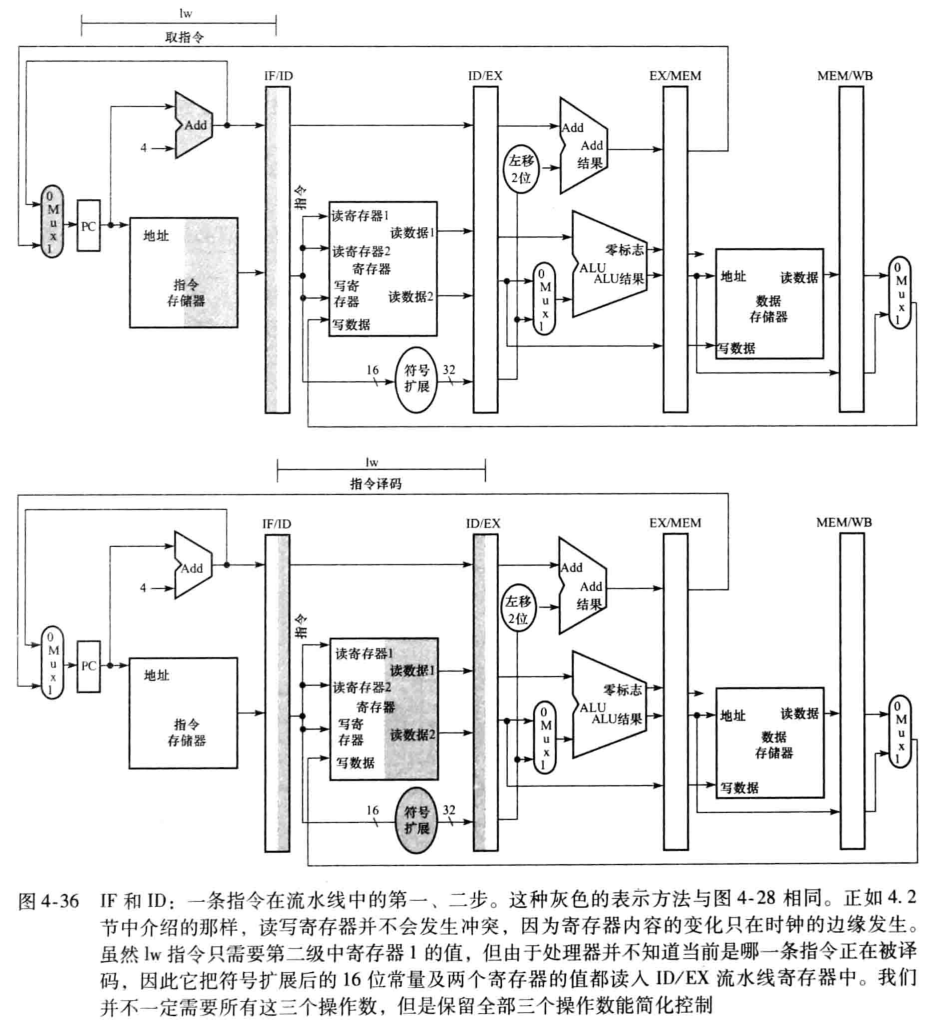 lw
取指令
IF/ID
ID/EX
EX/MEM
MEM/WB
Add
4
Add
Add
结果
左移
2位
0
M
u
x
1
PC
地址
指令
存储器
指令
读寄存器1
读数据1
读寄存器2
寄存器
写寄
存器
读数据2
写数据
16
符号
扩展
32
0
M
u
x
1
零标志
ALU
ALU结果
地址
读数据
数据
存储器
写数据
0
M
u
x
1
lw
指令译码
IF/ID
ID/EX
EX/MEM
MEM/WB
Add
4
Add
Add
结果
左移
2位
0
M
u
x
1
PC
地址
指令
存储器
指令
读寄存器1
读数据1
读寄存器2
寄存器
写寄
存器
读数据2
写数据
16
符号
扩展
32
0
M
u
x
1
零标志
ALU
ALU结果
地址
读数据
数据
存储器
写数据
0
M
u
x
1
图 4-36 IF 和 ID：一条指令在流水线中的第一、二步。这种灰色的表示方法与图 4-28 相同。正如 4. 2
节中介绍的那样，读写寄存器并不会发生冲突，因为寄存器内容的变化只在时钟的边缘发生。
虽然 lw 指令只需要第二级中寄存器 1 的值，但由于处理器并不知道当前是哪一条指令正在被译
码，因此它把符号扩展后的 16 位常量及两个寄存器的值都读入 ID/EX 流水线寄存器中。我们
并不一定需要所有这三个操作数，但是保留全部三个操作数能简化控制